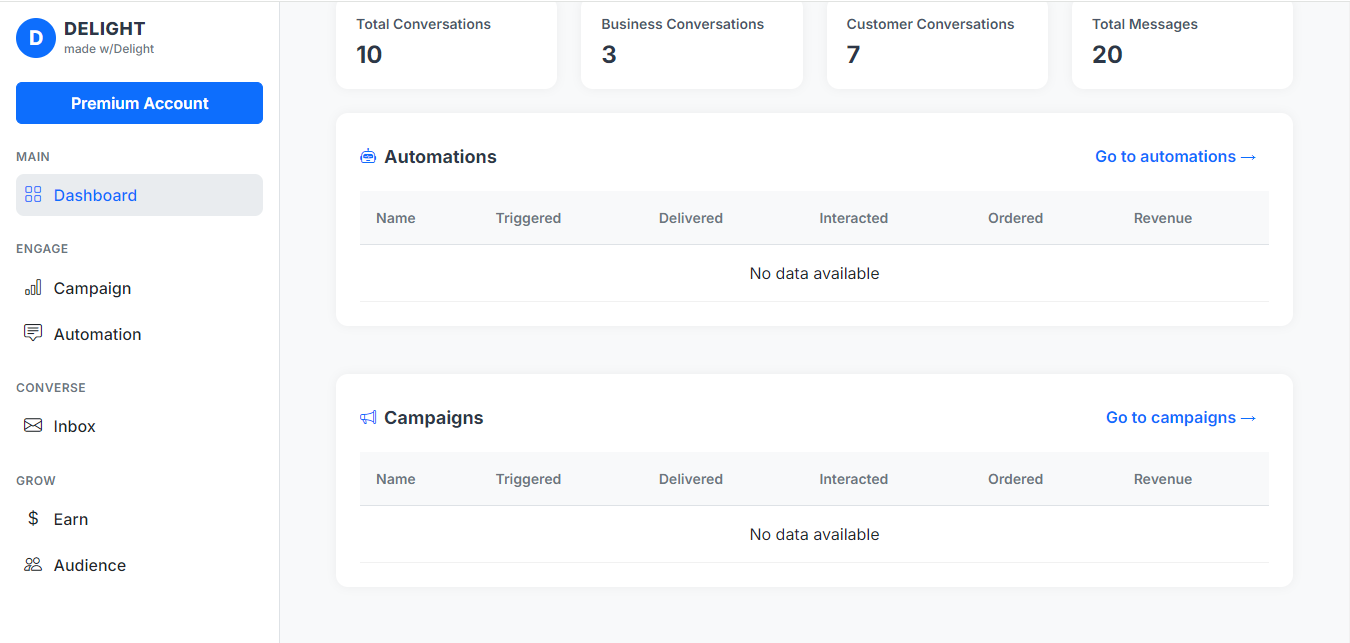 D
DELIGHT
made w/Delight
Premium Account
MAIN
Dashboard
ENGAGE
Campaign
Automation
CONVERSE
Inbox
GROW
$ Earn
Audience
Total Conversations
10
Business Conversations
3
Customer Conversations
7
Total Messages
20
Automations
Go to automations →
Name Triggered Delivered Interacted Ordered Revenue
No data available
Campaigns
Go to campaigns →
Name Triggered Delivered Interacted Ordered Revenue
No data available